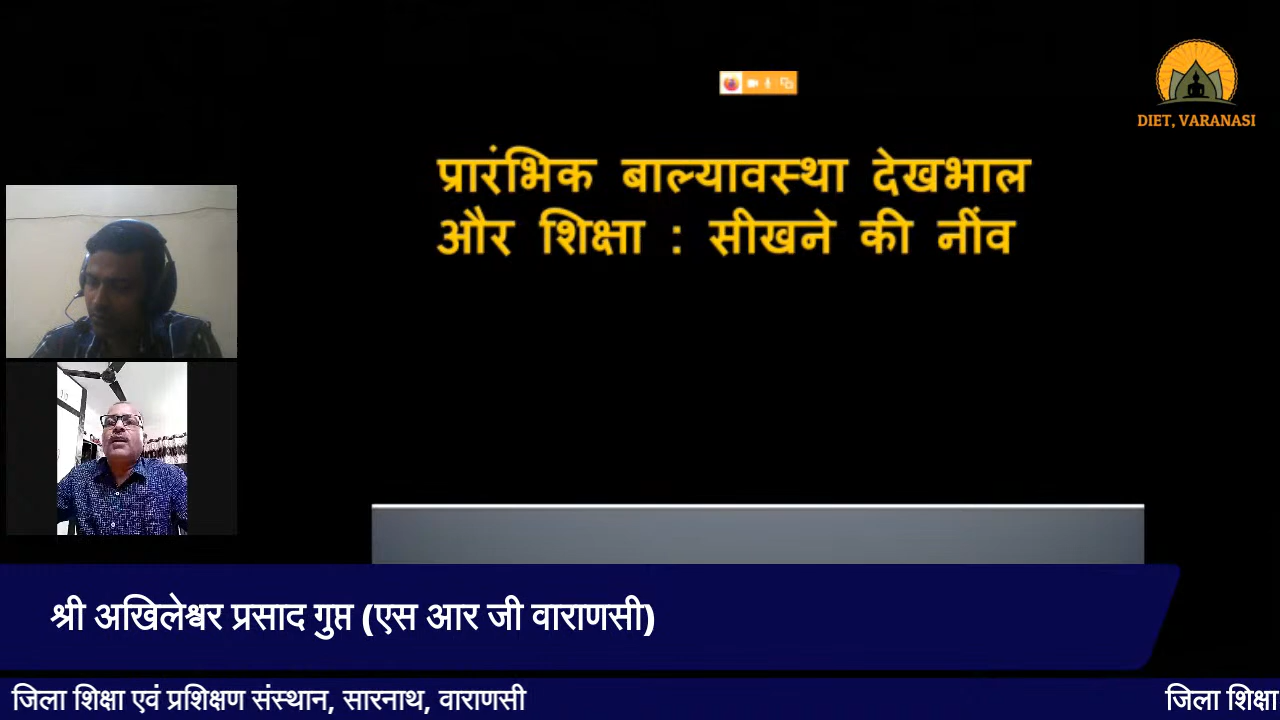 DIET, VARANASI
प्रारंभिक बाल्यावस्था देखभाल
और शिक्षा : सीखने की नींव
श्री अखिलेश्वर प्रसाद गुप्त (एस आर जी वाराणसी)
जिला शिक्षा एवं प्रशिक्षण संस्थान, सारनाथ, वाराणसी
जिला शिक्षा